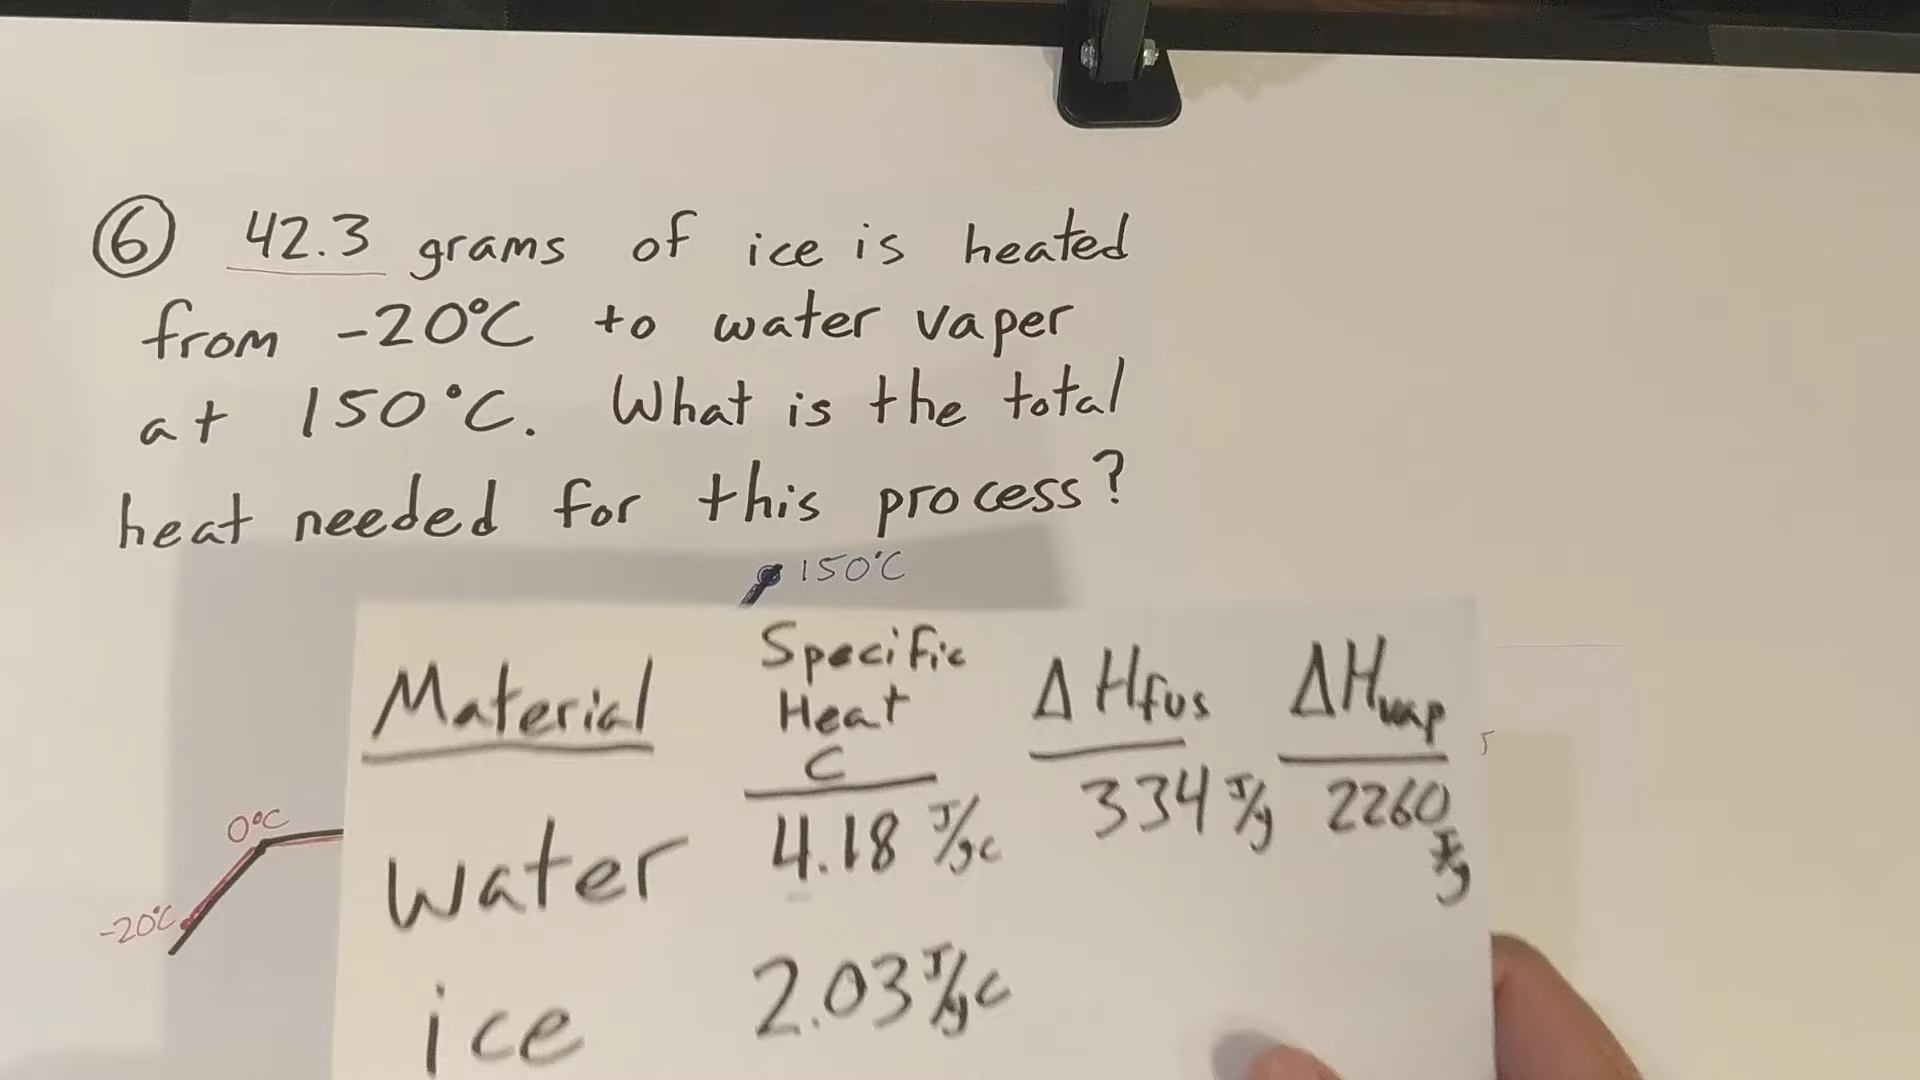 ⑥ 42.3 grams of ice is heated
from -20°C to water vaper
at 150°C. What is the total
heat needed for this process?
150°C
Material Specific Heat C ΔHfus ΔHvap
water 4.18 J/gc 334 J/g 2260 J/g
ice 2.03 J/gc
0°C
-20°C